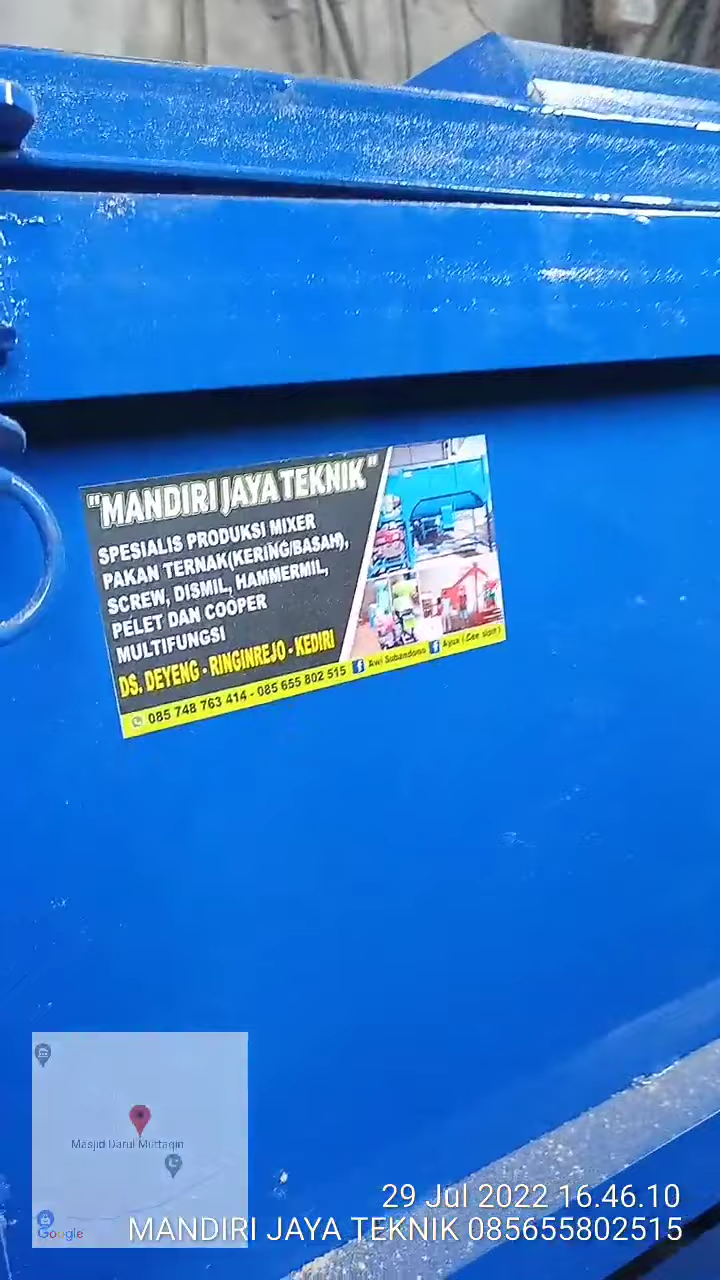 "MANDIRI JAYA TEKNIK"
SPESIALIS PRODUKSI MIXER
PAKAN TERNAK(KERING/BASAH),
SCREW, DISMIL, HAMMERMIL,
PELET DAN COOPER
MULTIFUNGSI
DS. DEYENG - RINGINREJO - KEDIRI
085 748 763 414 - 085 655 802 515 Awi Subandono Ayux (Gee sigit)
Masjid Darul Muttaqin
Google
29 Jul 2022 16.46.10
MANDIRI JAYA TEKNIK 085655802515